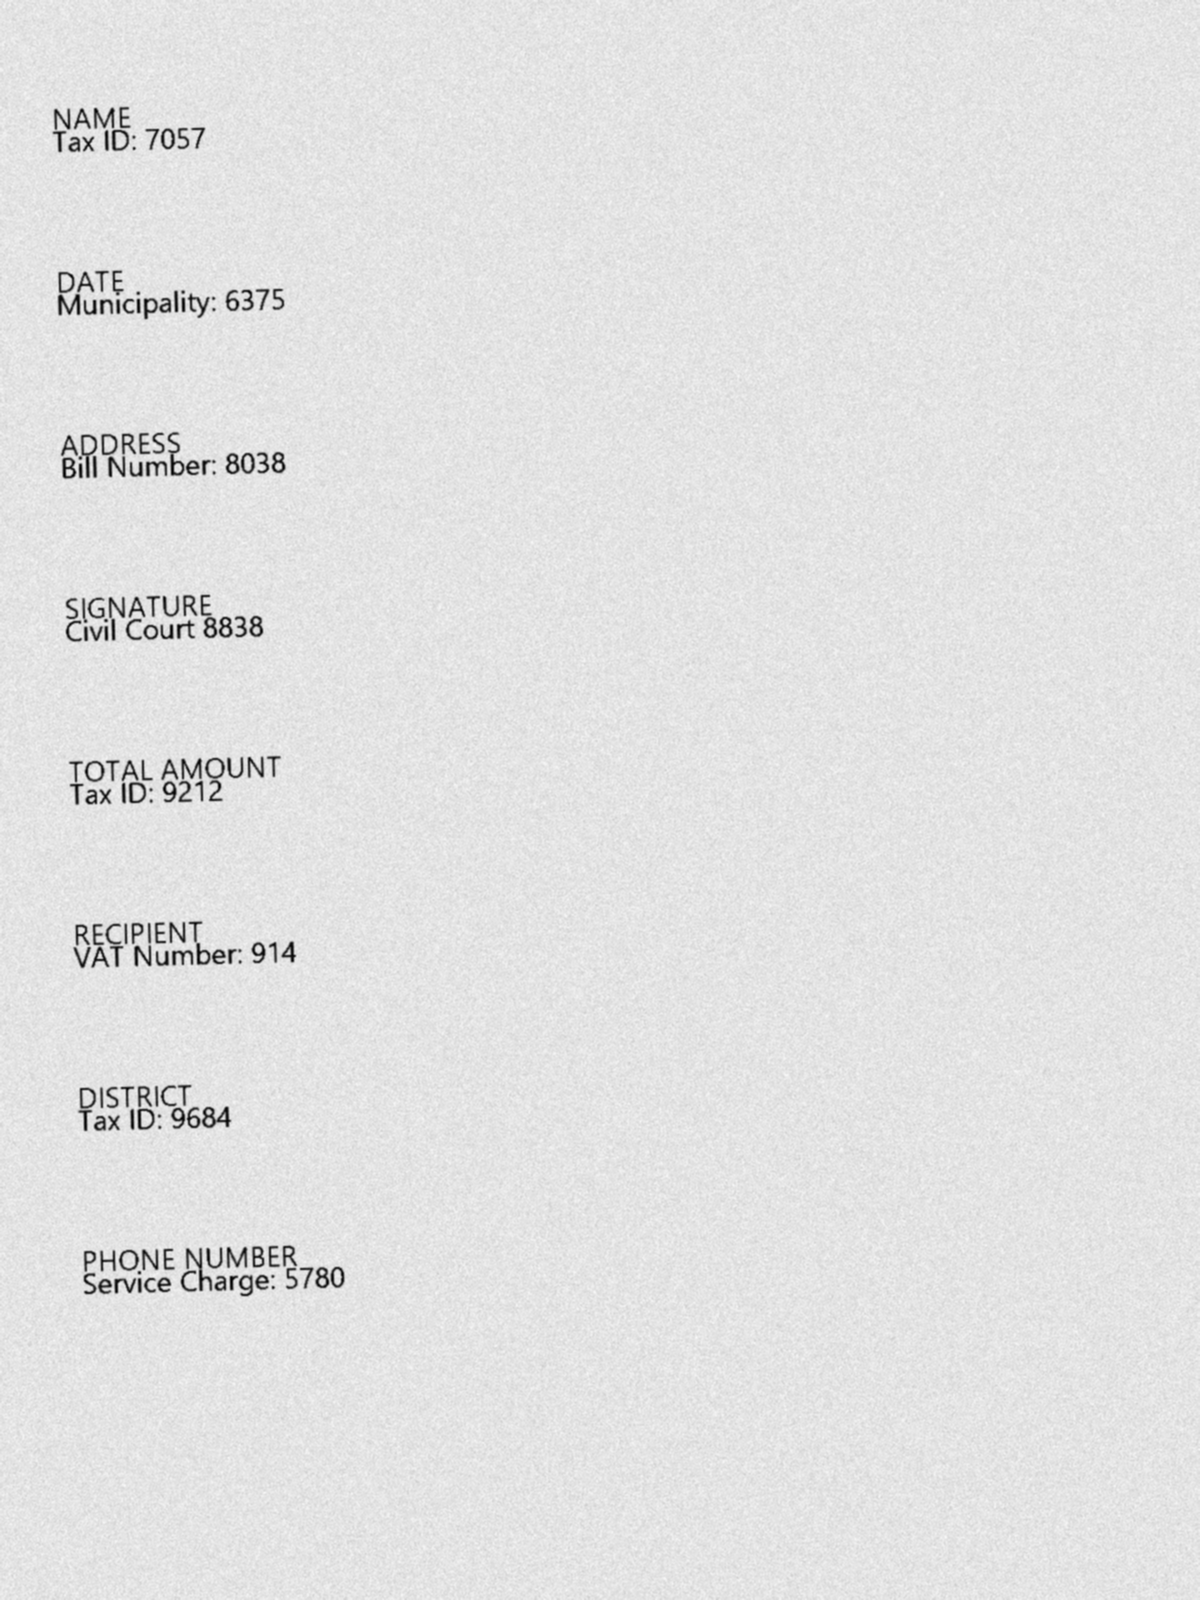 NAME
Tax ID: 7057
DATE
Municipality: 6375
ADDRESS
Bill Number: 8038
SIGNATURE
Civil Court 8838
TOTAL AMOUNT
Tax ID: 9212
RECIPIENT
VAT Number: 914
DISTRICT
Tax ID: 9684
PHONE NUMBER
Service Charge: 5780